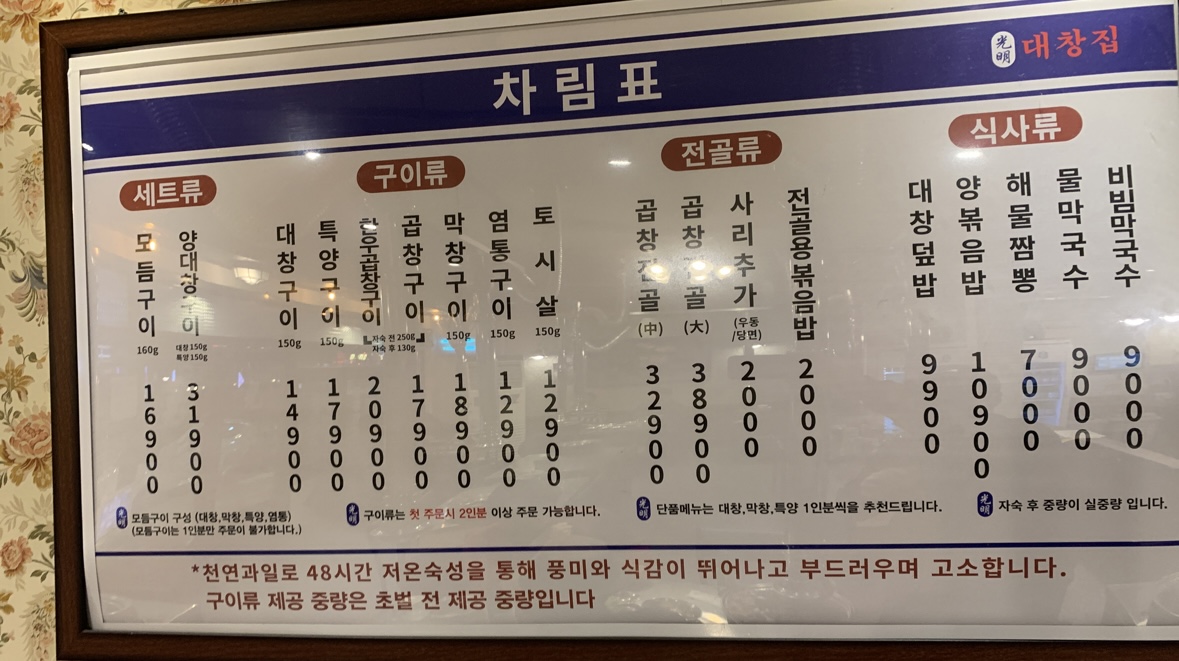 光明 대창집
차림표
세트류
모듬구이 160g 16900
양대창구이 대창 150g 특양 150g 31900
구이류
대창구이 150g 14900
특양구이 150g 17900
한우곱창구이 20900
곱창구이 17900
자숙 전 250g
자숙 후 130g
막창구이 150g 18900
염통구이 150g 12900
토시살 150g 12900
전골류
곱창전골 (中) 32900
곱창전골 (大) 38900
사리추가 (우동/당면) 2000
전골용볶음밥 2000
식사류
대창덮밥 9900
양볶음밥 10900
해물짬뽕 7000
물막국수 9000
비빔막국수 9000
光明 모듬구이 구성 (대창,막창,특양,염통)
(모듬구이는 1인분만 주문이 불가합니다.)
光明 구이류는 첫 주문시 2인분 이상 주문 가능합니다.
光明 단품메뉴는 대창,막창,특양 1인분씩을 추천드립니다.
光明 자숙 후 중량이 실중량 입니다.
*천연과일로 48시간 저온숙성을 통해 풍미와 식감이 뛰어나고 부드러우며 고소합니다.
구이류 제공 중량은 초벌 전 제공 중량입니다